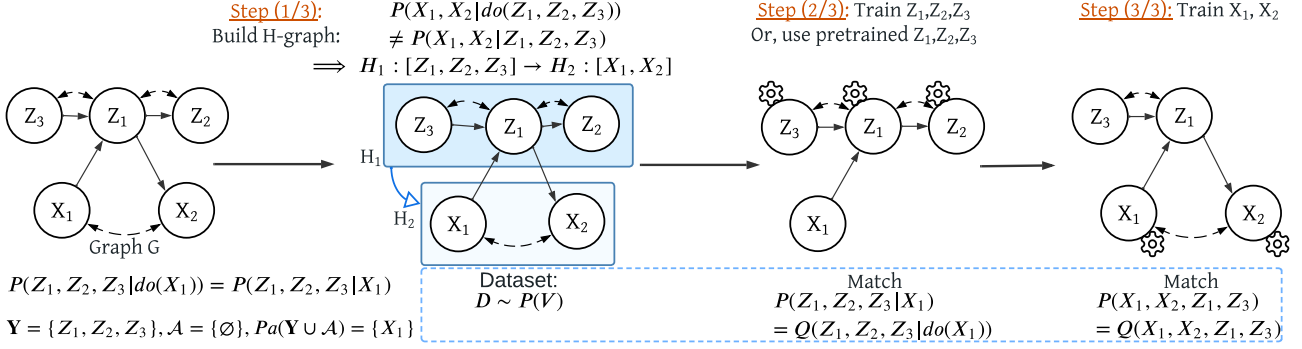 Step (1/3):
Build H-graph:
P(X₁, X₂|do(Z₁, Z₂, Z₃))
≠ P(X₁, X₂|Z₁, Z₂, Z₃)
⟹ H₁ : [Z₁, Z₂, Z₃] → H₂ : [X₁, X₂]
Step (2/3): Train Z₁,Z₂,Z₃
Or, use pretrained Z₁,Z₂,Z₃
Step (3/3): Train X₁, X₂
Z₃ Z₁ Z₂
X₁ X₂
Graph G
P(Z₁, Z₂, Z₃|do(X₁)) = P(Z₁, Z₂, Z₃|X₁)
Y = {Z₁, Z₂, Z₃}, 𝒜 = {∅}, Pa(Y ∪ 𝒜) = {X₁}
Z₃ Z₁ Z₂
H₁
H₂
X₁ X₂
Dataset:
D ∼ P(V)
Z₃ Z₁ Z₂
X₁
Match
P(Z₁, Z₂, Z₃|X₁)
= Q(Z₁, Z₂, Z₃|do(X₁))
Z₃ Z₁
X₁ X₂
Match
P(X₁, X₂, Z₁, Z₃)
= Q(X₁, X₂, Z₁, Z₃)